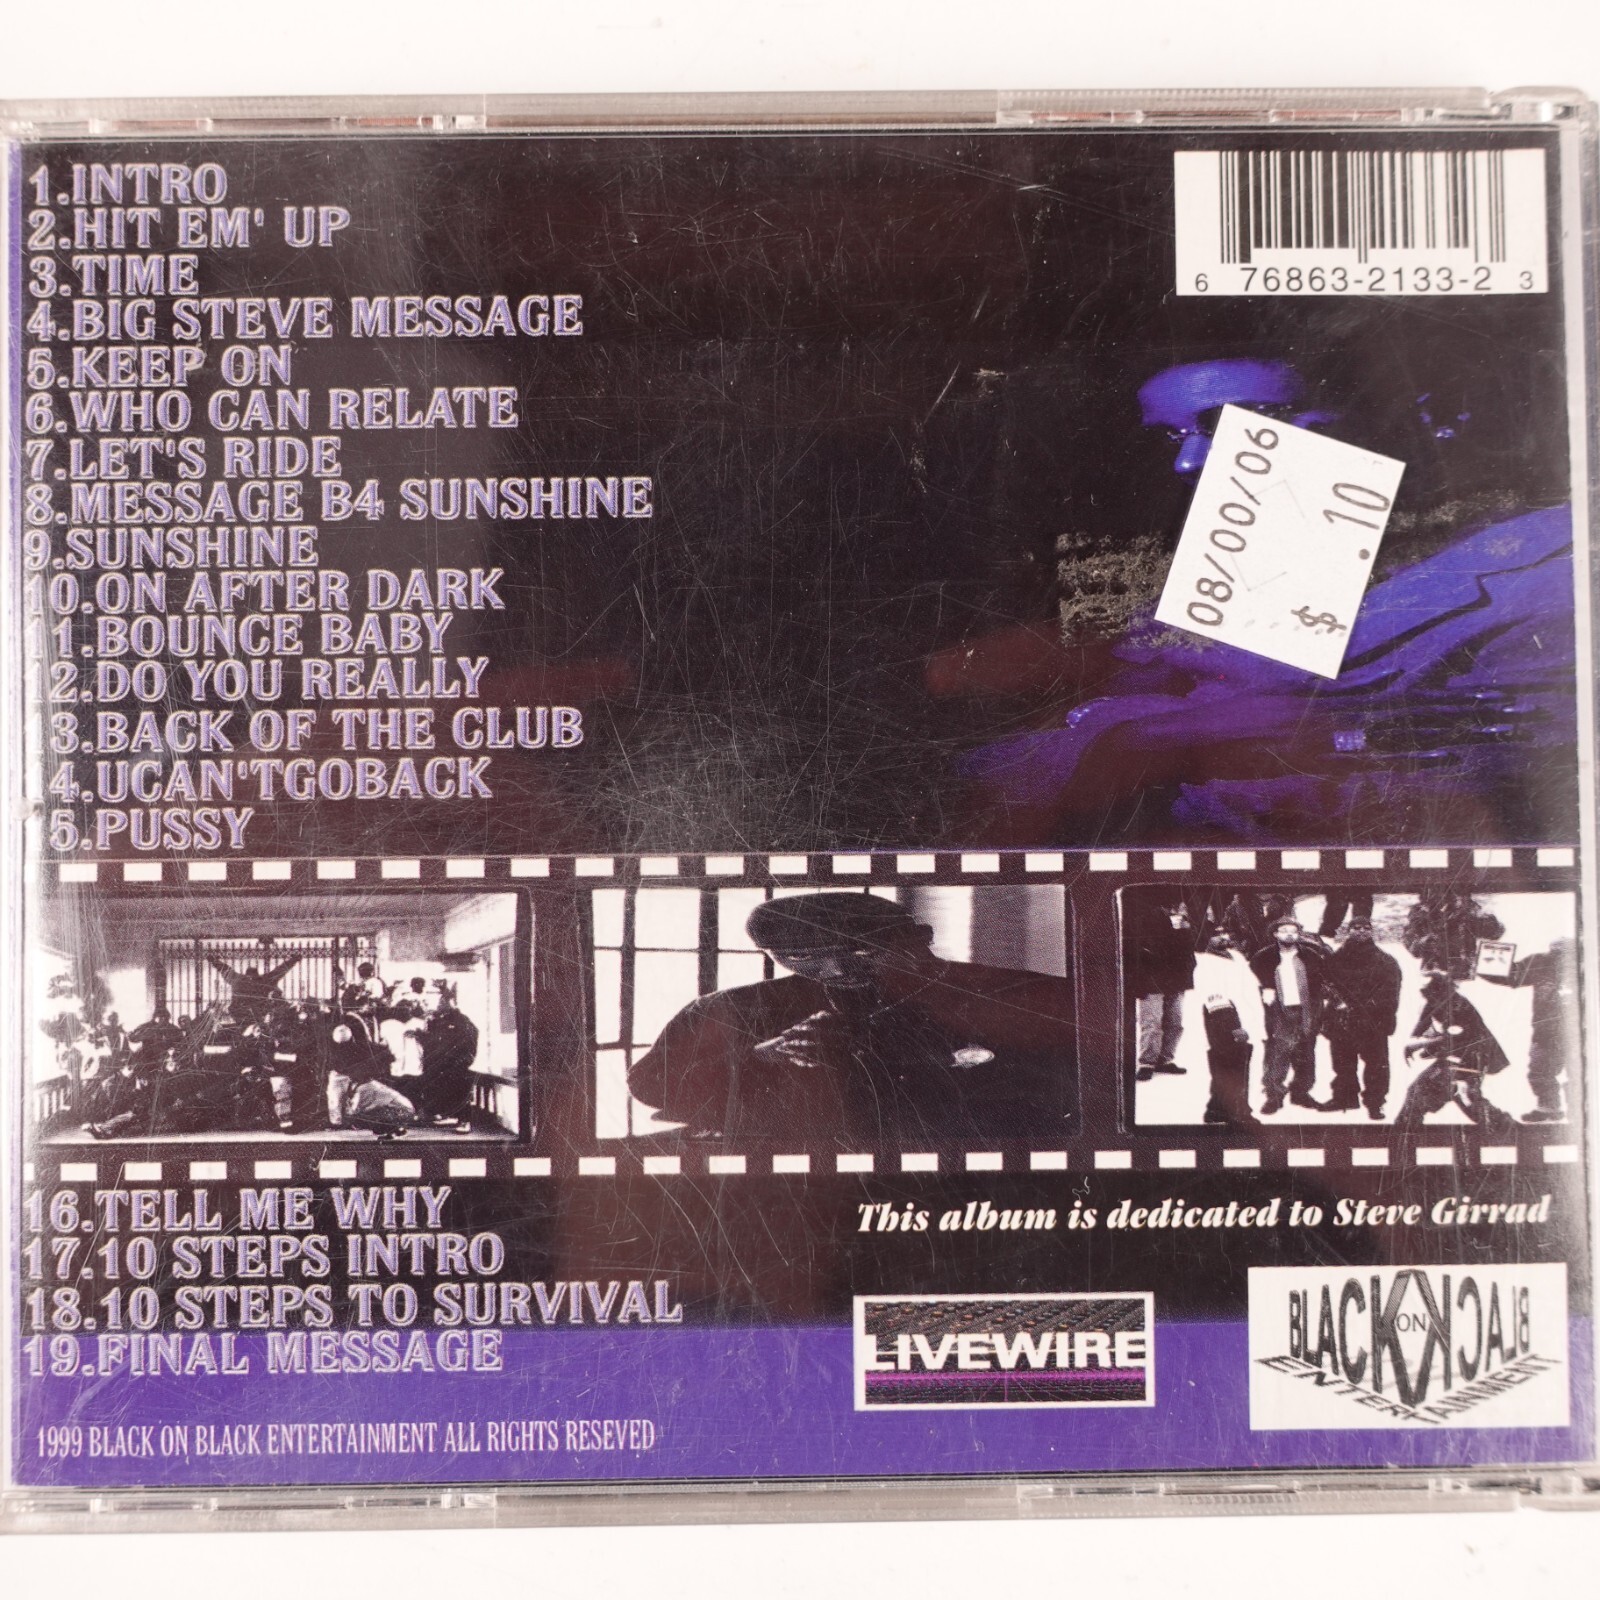 1.INTRO
2.HIT EM' UP
3.TIME
4.BIG STEVE MESSAGE
5.KEEP ON
6.WHO CAN RELATE
7.LET'S RIDE
8.MESSAGE B4 SUNSHINE
9.SUNSHINE
10.ON AFTER DARK
11.BOUNCE BABY
12.DO YOU REALLY
13.BACK OF THE CLUB
4.UCAN'TGOBACK
5.PUSSY
6 76863-2133-2 3
08/00/06
$ .10
16.TELL ME WHY
17.10 STEPS INTRO
18.10 STEPS TO SURVIVAL
19.FINAL MESSAGE
This album is dedicated to Steve Girrad
LIVEWIRE
BLACK ON BLACK
ENTERTAINMENT
1999 BLACK ON BLACK ENTERTAINMENT ALL RIGHTS RESEVED